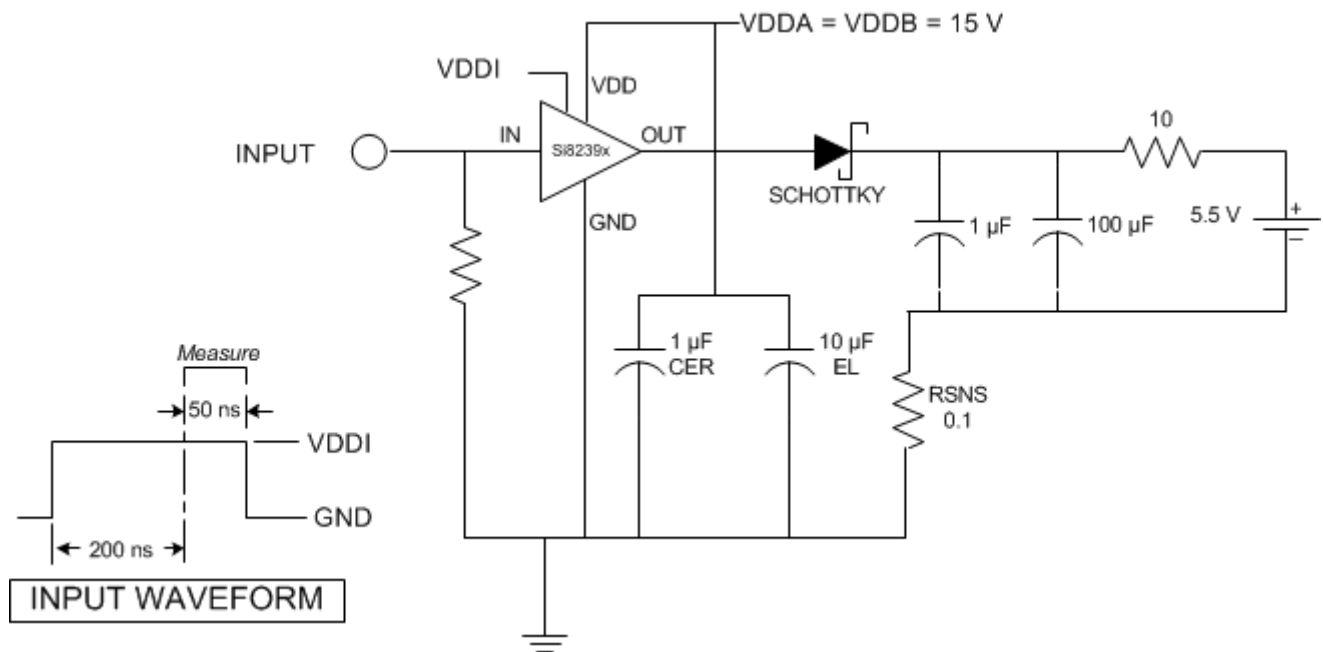 VDDA = VDDB = 15 V
VDDI
VDD
10
INPUT
IN
Si8239x
OUT
SCHOTTKY
GND
1 µF
100 µF
5.5 V
+
−
Measure
1 µF
CER
10 µF
EL
50 ns
RSNS
0.1
VDDI
GND
200 ns
INPUT WAVEFORM